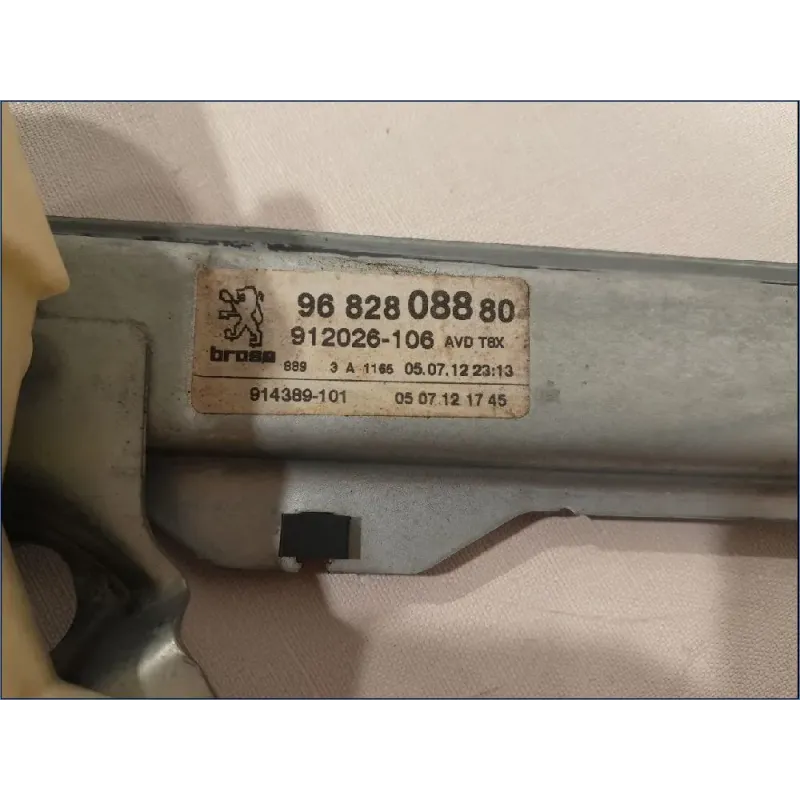 96 828 088 80
brose
912026-106 AVD T8X
889 3 A 1165 05.07.12 23:13
914389-101 05 07.12 17 45